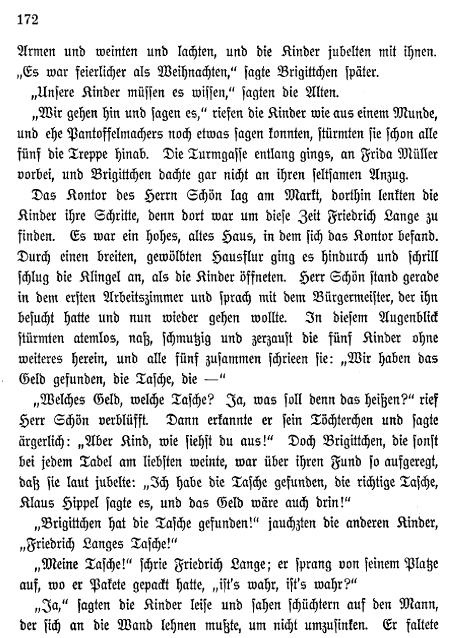 172
Armen und weinten und lachten, und die Kinder jubelten mit ihnen.
„Es war feierlicher als Weihnachten,“ sagte Brigittchen später.
„Unsere Kinder müssen es wissen,“ sagten die Alten.
„Wir gehen hin und sagen es,“ riefen die Kinder wie aus einem Munde,
und ehe Pantoffelmachers noch etwas sagen konnten, stürmten sie schon alle
fünf die Treppe hinab. Die Turmgasse entlang gings, an Frida Müller
vorbei, und Brigittchen dachte gar nicht an ihren seltsamen Anzug.
Das Kontor des Herrn Schön lag am Markt, dorthin lenkten die
Kinder ihre Schritte, denn dort war um diese Zeit Friedrich Lange zu
finden. Es war ein hohes, altes Haus, in dem sich das Kontor befand.
Durch einen breiten, gewölbten Hausflur ging es hindurch und schrill
schlug die Klingel an, als die Kinder öffneten. Herr Schön stand gerade
in dem ersten Arbeitszimmer und sprach mit dem Bürgermeister, der ihn
besucht hatte und nun wieder gehen wollte. In diesem Augenblick
stürmten atemlos, naß, schmutzig und zerzaust die fünf Kinder ohne
weiteres herein, und alle fünf zusammen schrieen sie: „Wir haben das
Geld gefunden, die Tasche, die —“
„Welches Geld, welche Tasche? Ja, was soll denn das heißen?“ rief
Herr Schön verblüfft. Dann erkannte er sein Töchterchen und sagte
ärgerlich: „Aber Kind, wie siehst du aus!“ Doch Brigittchen, die sonst
bei jedem Tadel am liebsten weinte, war über ihren Fund so aufgeregt,
daß sie laut jubelte: „Ich habe die Tasche gefunden, die richtige Tasche,
Klaus Hippel sagte es, und das Geld wäre auch drin!“
„Brigittchen hat die Tasche gefunden!“ jauchzten die anderen Kinder,
„Friedrich Langes Tasche!“
„Meine Tasche!“ schrie Friedrich Lange; er sprang von seinem Platze
auf, wo er Pakete gepackt hatte, „ist's wahr, ist's wahr?“
„Ja,“ sagten die Kinder leise und sahen schüchtern auf den Mann,
der sich an die Wand lehnen mußte, um nicht umzusinken. Er faltete